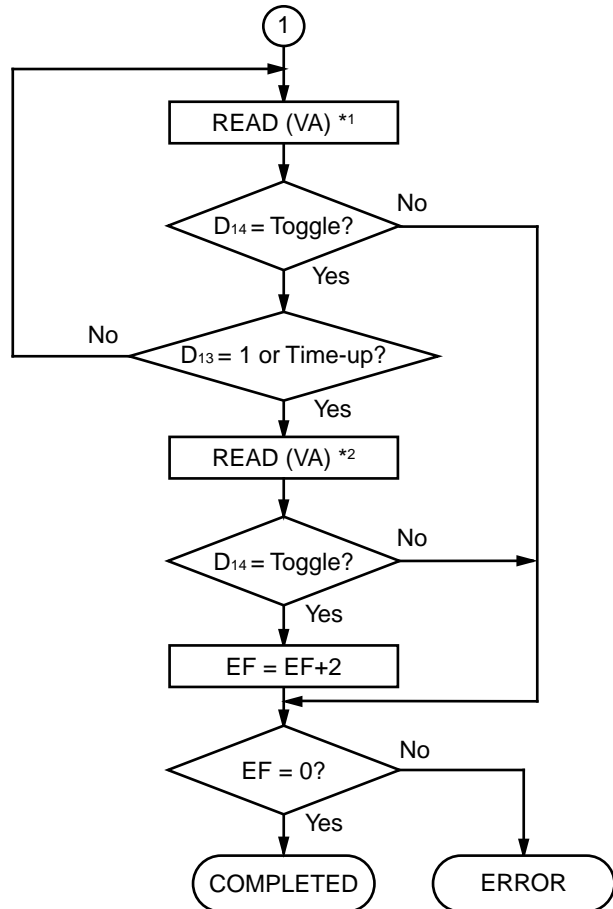 1
READ (VA) *1
D14 = Toggle?
No
Yes
No
D13 = 1 or Time-up?
Yes
READ (VA) *2
D14 = Toggle?
No
Yes
EF = EF+2
EF = 0?
No
Yes
COMPLETED
ERROR